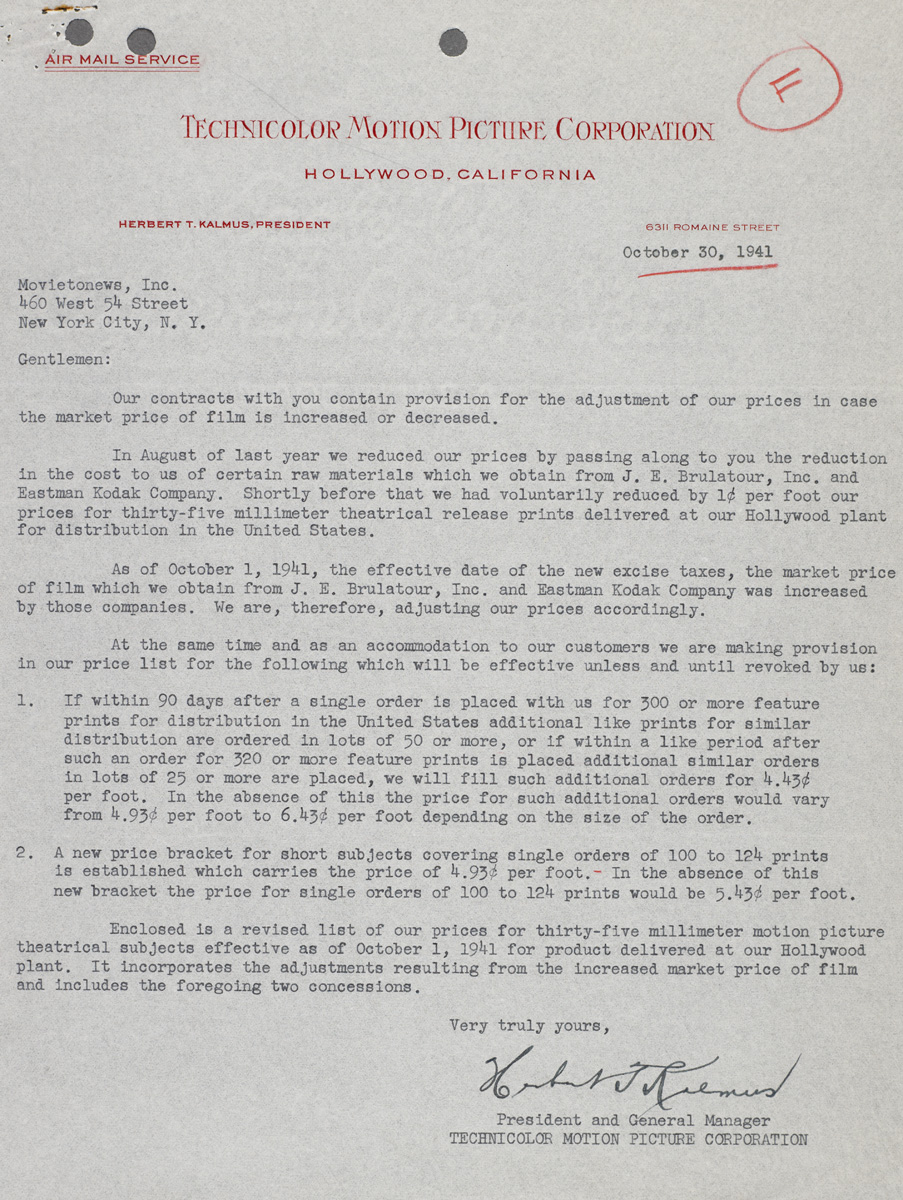 AIR MAIL SERVICE
TECHNICOLOR MOTION PICTURE CORPORATION
HOLLYWOOD, CALIFORNIA
HERBERT T. KALMUS, PRESIDENT
6311 ROMAINE STREET
October 30, 1941
Movietonews, Inc.
460 West 54 Street
New York City, N. Y.
Gentlemen:
Our contracts with you contain provision for the adjustment of our prices in case
the market price of film is increased or decreased.
In August of last year we reduced our prices by passing along to you the reduction
in the cost to us of certain raw materials which we obtain from J. E. Brulatour, Inc. and
Eastman Kodak Company. Shortly before that we had voluntarily reduced by 1¢ per foot our
prices for thirty-five millimeter theatrical release prints delivered at our Hollywood plant
for distribution in the United States.
As of October 1, 1941, the effective date of the new excise taxes, the market price
of film which we obtain from J. E. Brulatour, Inc. and Eastman Kodak Company was increased
by those companies. We are, therefore, adjusting our prices accordingly.
At the same time and as an accommodation to our customers we are making provision
in our price list for the following which will be effective unless and until revoked by us:
1. If within 90 days after a single order is placed with us for 300 or more feature
prints for distribution in the United States additional like prints for similar
distribution are ordered in lots of 50 or more, or if within a like period after
such an order for 320 or more feature prints is placed additional similar orders
in lots of 25 or more are placed, we will fill such additional orders for 4.43¢
per foot. In the absence of this the price for such additional orders would vary
from 4.93¢ per foot to 6.43¢ per foot depending on the size of the order.
2. A new price bracket for short subjects covering single orders of 100 to 124 prints
is established which carries the price of 4.93¢ per foot.- In the absence of this
new bracket the price for single orders of 100 to 124 prints would be 5.43¢ per foot.
Enclosed is a revised list of our prices for thirty-five millimeter motion picture
theatrical subjects effective as of October 1, 1941 for product delivered at our Hollywood
plant. It incorporates the adjustments resulting from the increased market price of film
and includes the foregoing two concessions.
Very truly yours,
Herbert T. Kalmus
President and General Manager
TECHNICOLOR MOTION PICTURE CORPORATION